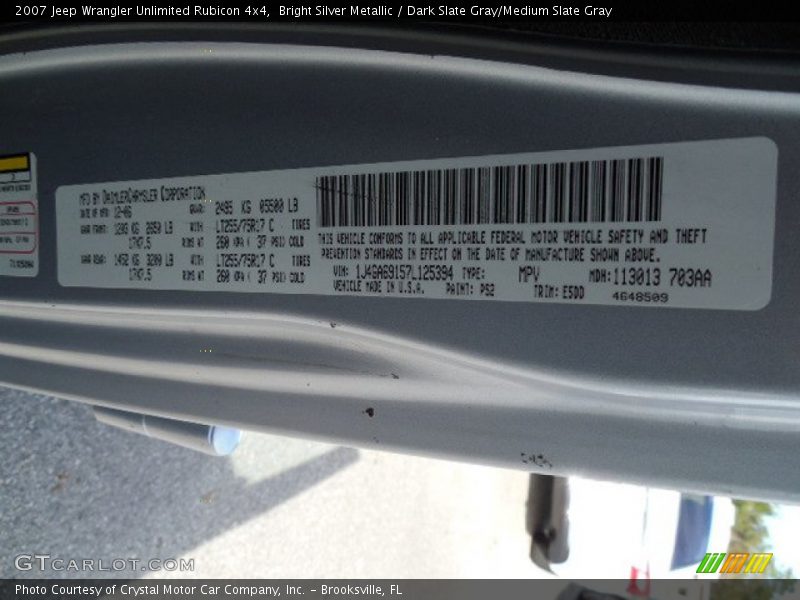 2007 Jeep Wrangler Unlimited Rubicon 4x4, Bright Silver Metallic / Dark Slate Gray/Medium Slate Gray
MFD BY DAIMLERCHRYSLER CORPORATION
DATE OF MFD: 12-06 GVWR: 2495 KG 05500 LB
GAWR FRONT: 1203 KG 2650 LB WITH LT255/75R17 C TIRES
17X7.5 RIMS AT 260 KPA ( 37 PSI) COLD
GAWR REAR: 1452 KG 3200 LB WITH LT255/75R17 C TIRES
17X7.5 RIMS AT 260 KPA ( 37 PSI) COLD
THIS VEHICLE CONFORMS TO ALL APPLICABLE FEDERAL MOTOR VEHICLE SAFETY AND THEFT
PREVENTION STANDARDS IN EFFECT ON THE DATE OF MANUFACTURE SHOWN ABOVE.
VIN: 1J4GA69157L125394 TYPE: MPV MDH: 113013 703AA
VEHICLE MADE IN U.S.A. PAINT: PS2 TRIM: E5DD 4648509
GTCARLOT.COM
Photo Courtesy of Crystal Motor Car Company, Inc. – Brooksville, FL